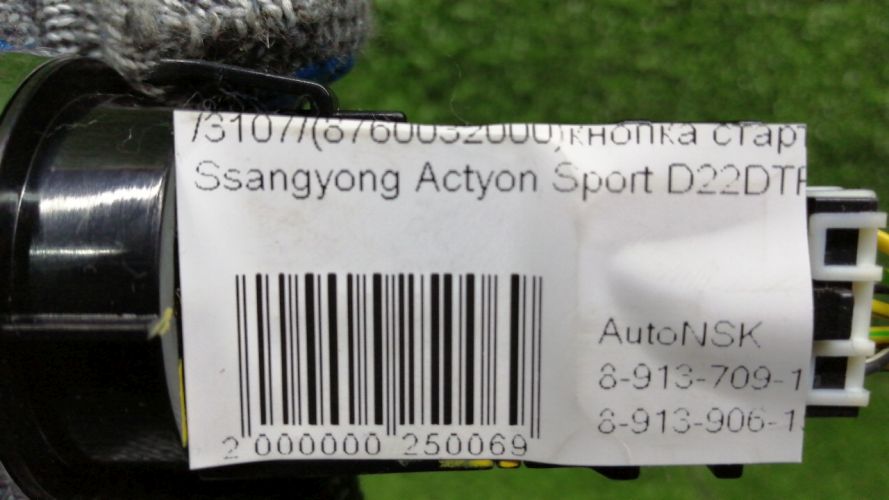 /3107/(8760032000)кнопка старт
Ssangyong Actyon Sport D22DTF
AutoNSK
8-913-709-1
8-913-906-1
2 000000 250069